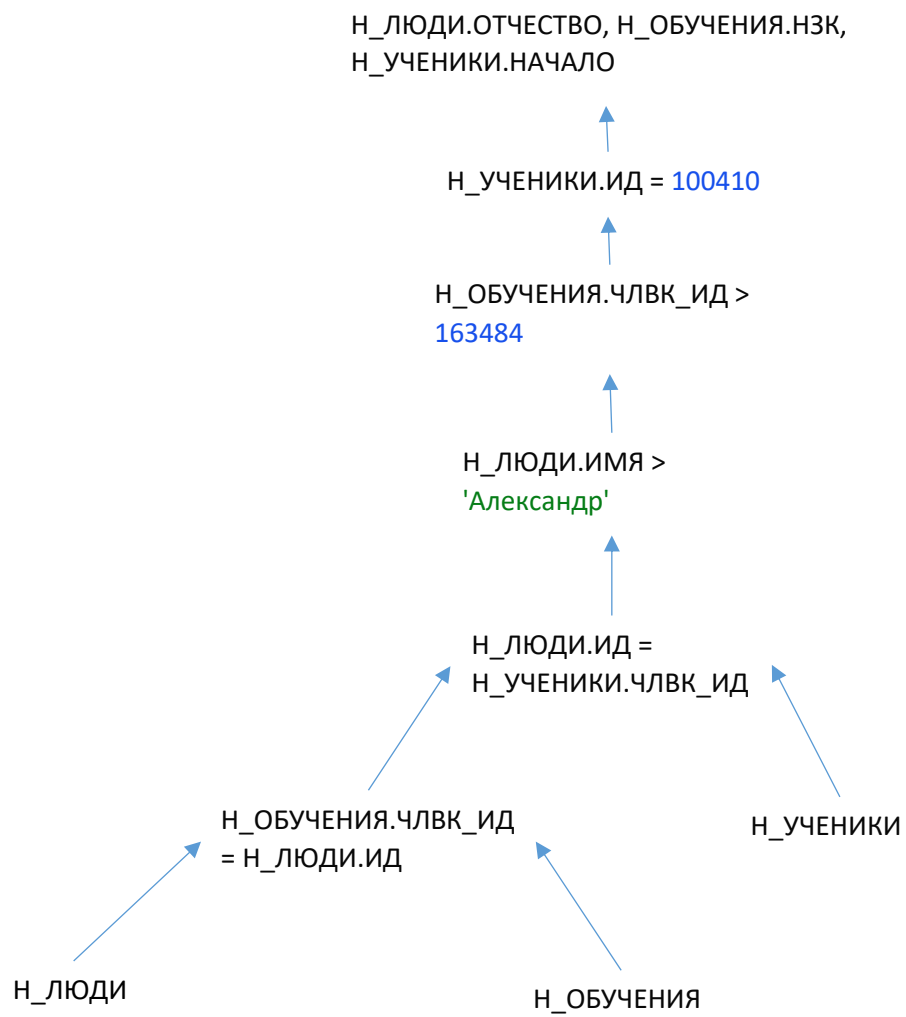 Н_ЛЮДИ.ОТЧЕСТВО, Н_ОБУЧЕНИЯ.НЗК,
Н_УЧЕНИКИ.НАЧАЛО
Н_УЧЕНИКИ.ИД = 100410
Н_ОБУЧЕНИЯ.ЧЛВК_ИД >
163484
Н_ЛЮДИ.ИМЯ >
'Александр'
Н_ЛЮДИ.ИД =
Н_УЧЕНИКИ.ЧЛВК_ИД
Н_ОБУЧЕНИЯ.ЧЛВК_ИД
= Н_ЛЮДИ.ИД
Н_УЧЕНИКИ
Н_ЛЮДИ
Н_ОБУЧЕНИЯ